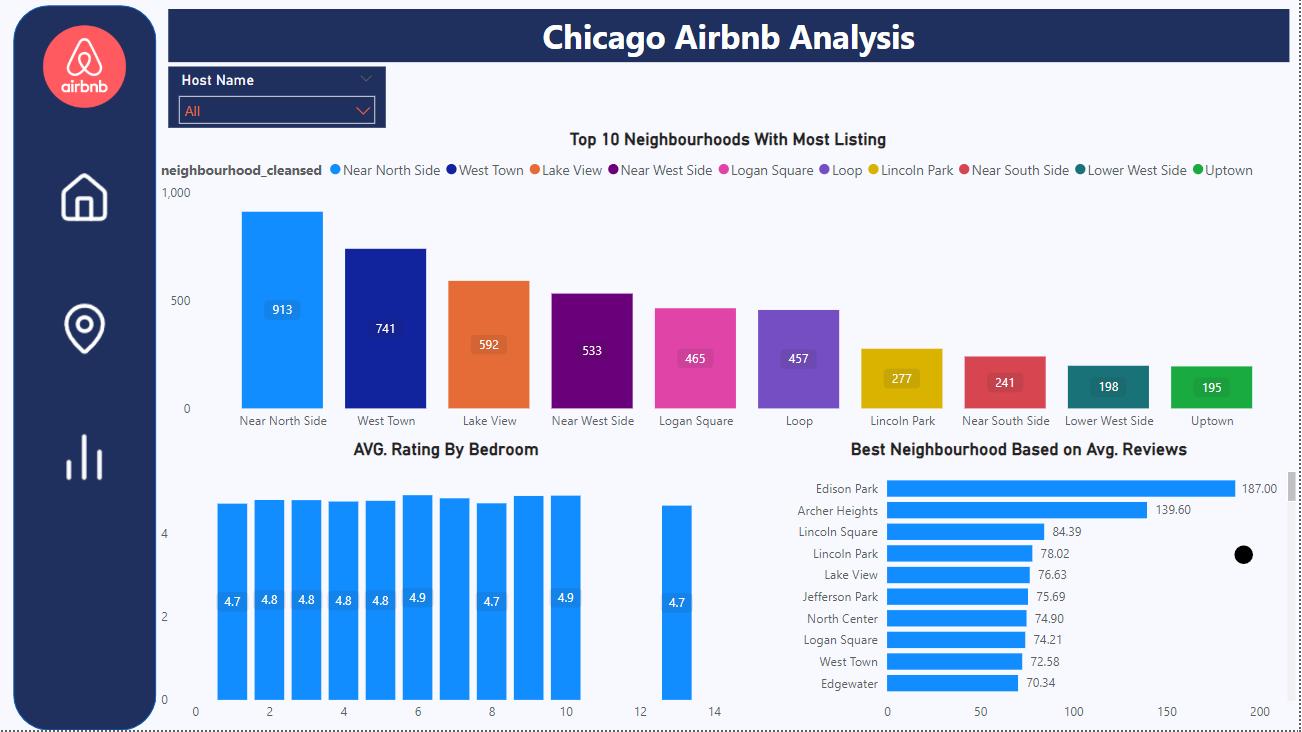 Chicago Airbnb Analysis
airbnb
Host Name
All
Top 10 Neighbourhoods With Most Listing
neighbourhood_cleansed Near North Side West Town Lake View Near West Side Logan Square Loop Lincoln Park Near South Side Lower West Side Uptown
1,000
500
0
913
741
592
533
465
457
277
241
198
195
Near North Side West Town Lake View Near West Side Logan Square Loop Lincoln Park Near South Side Lower West Side Uptown
AVG. Rating By Bedroom
4
2
0
4.7 4.8 4.8 4.8 4.8 4.9 4.7 4.9 4.7
0 2 4 6 8 10 12 14
Best Neighbourhood Based on Avg. Reviews
Edison Park 187.00
Archer Heights 139.60
Lincoln Square 84.39
Lincoln Park 78.02
Lake View 76.63
Jefferson Park 75.69
North Center 74.90
Logan Square 74.21
West Town 72.58
Edgewater 70.34
0 50 100 150 200